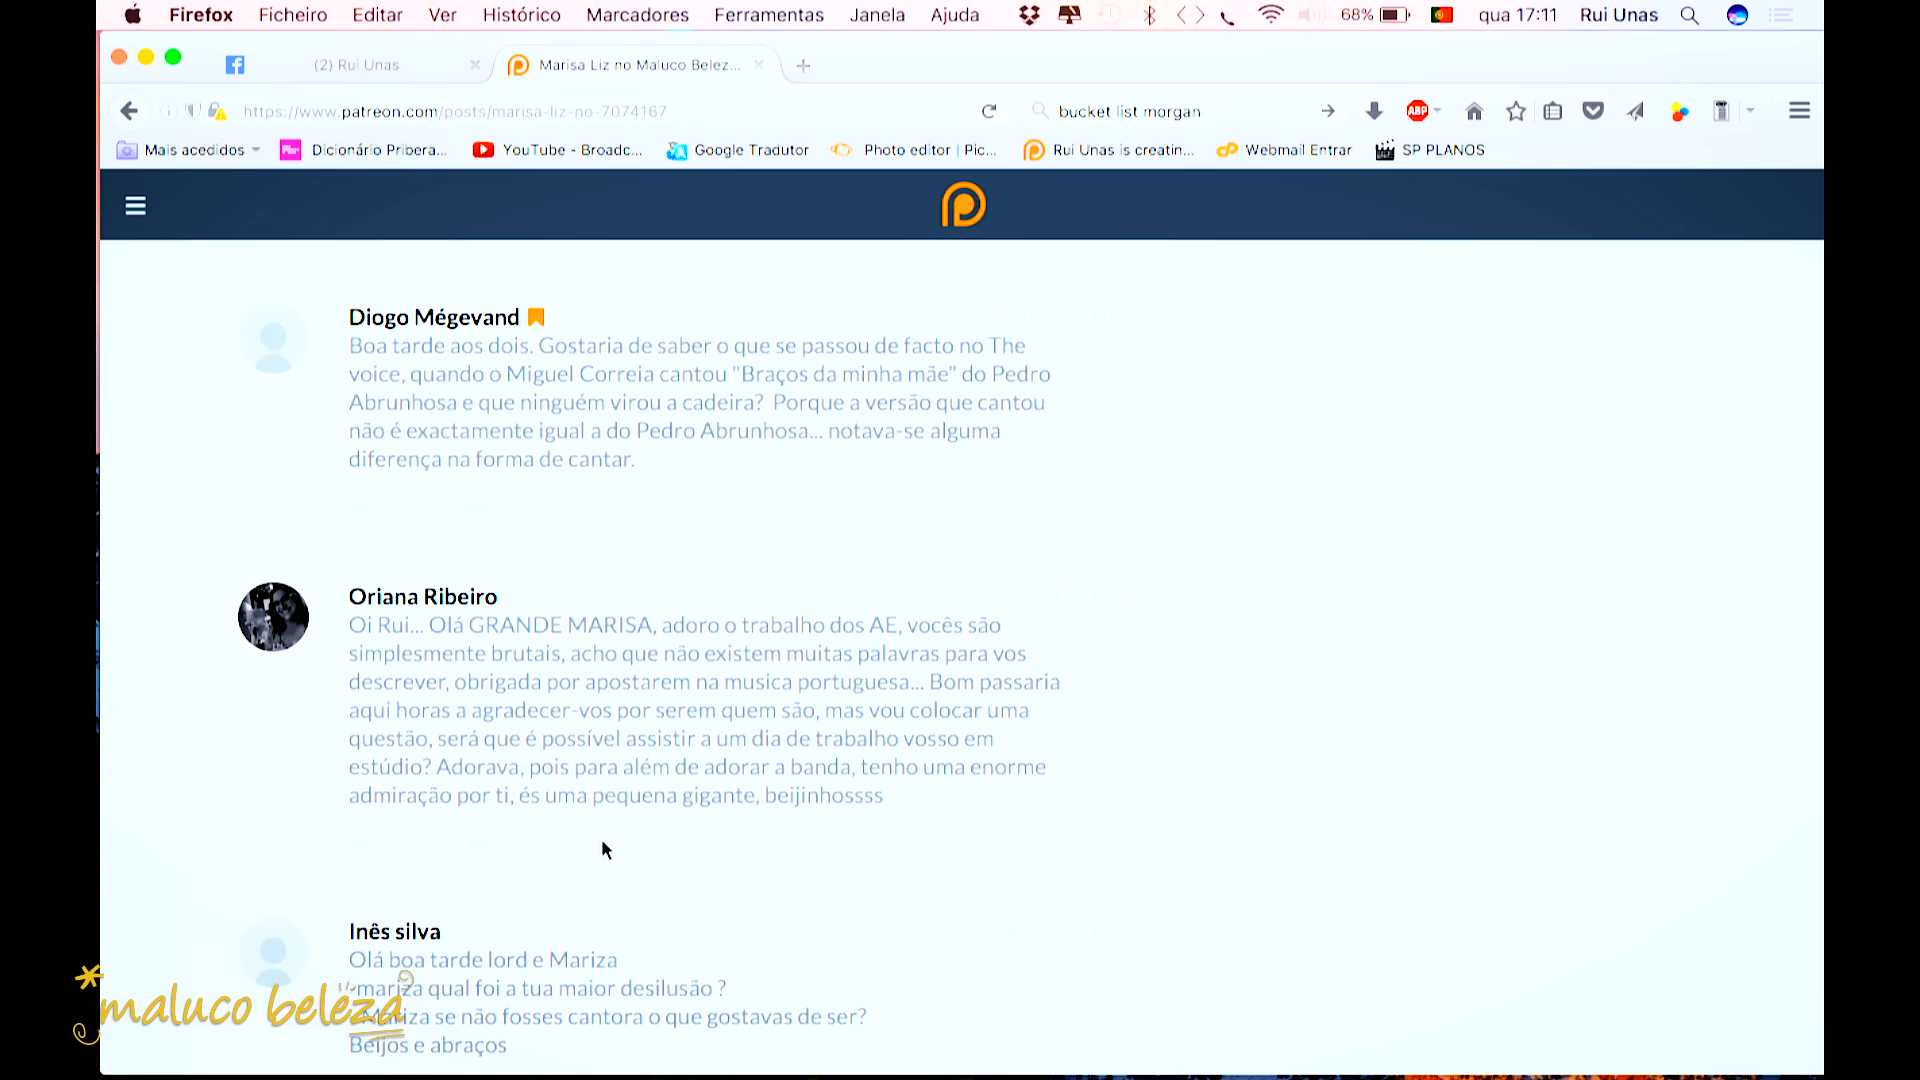 Firefox Ficheiro Editar Ver Histórico Marcadores Ferramentas Janela Ajuda 68% qua 17:11 Rui Unas
(2) Rui Unas Marisa Liz no Maluco Belez...
https://www.patreon.com/posts/marisa-liz-no-7074167 bucket list morgan ABP
Mais acedidos Dicionário Pribera... YouTube - Broadc... Google Tradutor Photo editor | Pic... Rui Unas is creatin... Webmail Entrar SP PLANOS
Diogo Mégevand
Boa tarde aos dois. Gostaria de saber o que se passou de facto no The
voice, quando o Miguel Correia cantou "Braços da minha mãe" do Pedro
Abrunhosa e que ninguém virou a cadeira? Porque a versão que cantou
não é exactamente igual a do Pedro Abrunhosa... notava-se alguma
diferença na forma de cantar.
Oriana Ribeiro
Oi Rui... Olá GRANDE MARISA, adoro o trabalho dos AE, vocês são
simplesmente brutais, acho que não existem muitas palavras para vos
descrever, obrigada por apostarem na musica portuguesa... Bom passaria
aqui horas a agradecer-vos por serem quem são, mas vou colocar uma
questão, será que é possível assistir a um dia de trabalho vosso em
estúdio? Adorava, pois para além de adorar a banda, tenho uma enorme
admiração por ti, és uma pequena gigante, beijinhossss
Inês silva
Olá boa tarde lord e Mariza
mariza qual foi a tua maior desilusão ?
Mariza se não fosses cantora o que gostavas de ser?
Beijos e abraços
maluco beleza